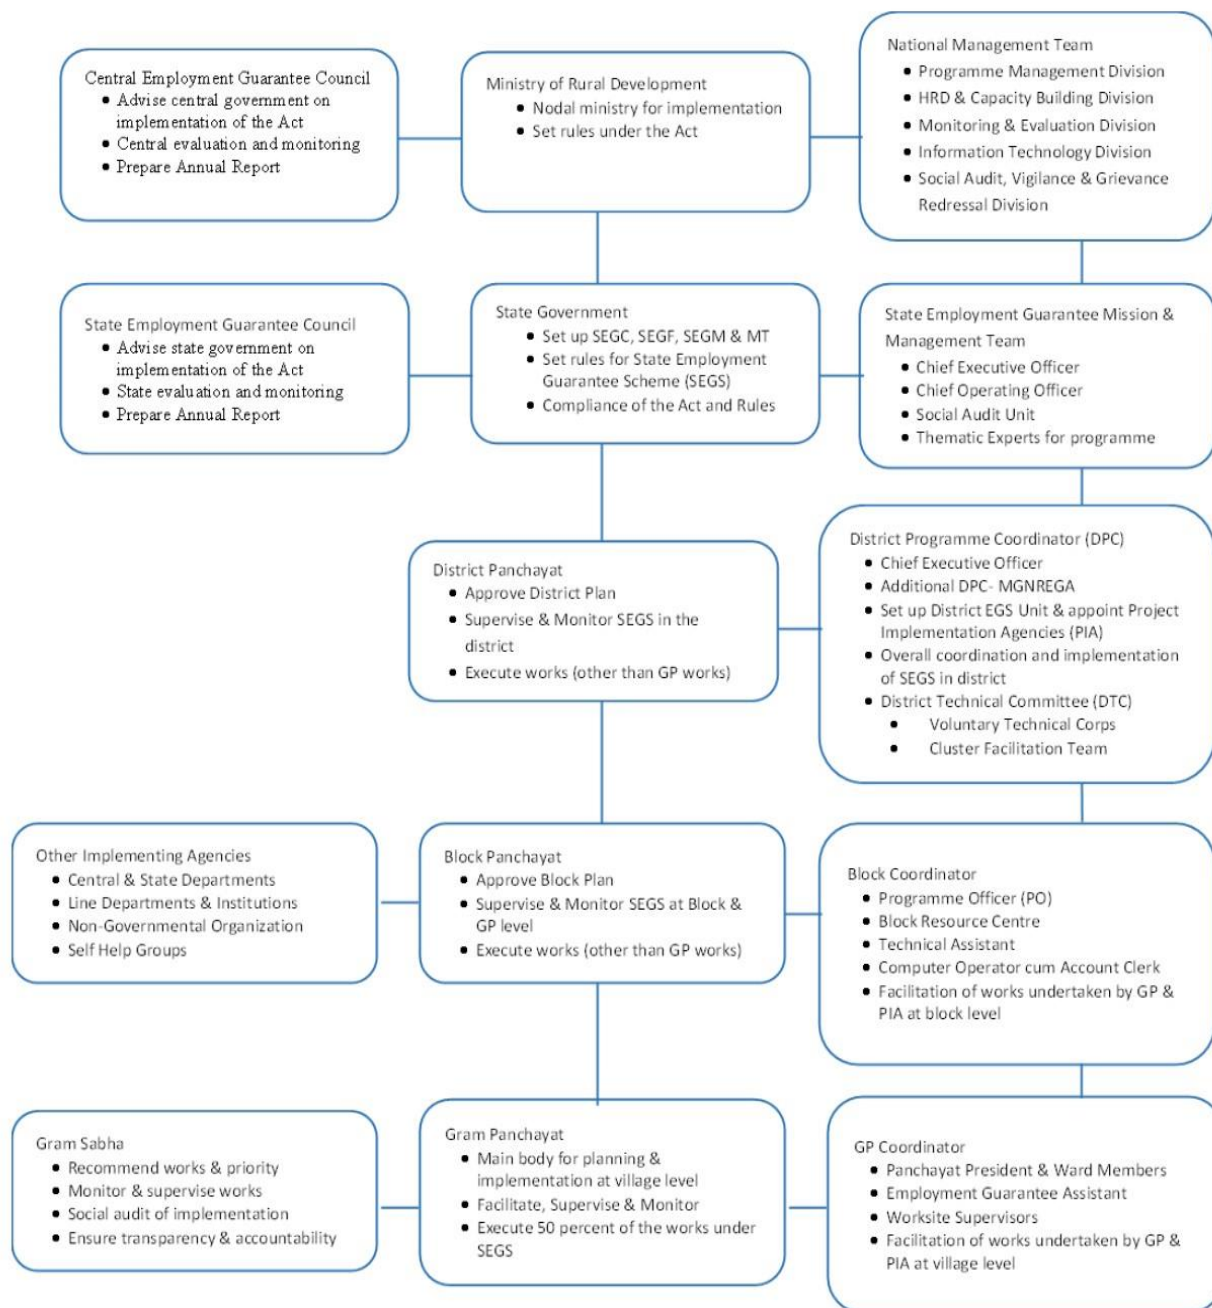 Central Employment Guarantee Council
• Advise central government on
implementation of the Act
• Central evaluation and monitoring
• Prepare Annual Report
Ministry of Rural Development
• Nodal ministry for implementation
• Set rules under the Act
National Management Team
• Programme Management Division
• HRD & Capacity Building Division
• Monitoring & Evaluation Division
• Information Technology Division
• Social Audit, Vigilance & Grievance
Redressal Division
State Employment Guarantee Council
• Advise state government on
implementation of the Act
• State evaluation and monitoring
• Prepare Annual Report
State Government
• Set up SEGC, SEGF, SEGM & MT
• Set rules for State Employment
Guarantee Scheme (SEGS)
• Compliance of the Act and Rules
State Employment Guarantee Mission &
Management Team
• Chief Executive Officer
• Chief Operating Officer
• Social Audit Unit
• Thematic Experts for programme
District Panchayat
• Approve District Plan
• Supervise & Monitor SEGS in the
district
• Execute works (other than GP works)
District Programme Coordinator (DPC)
• Chief Executive Officer
• Additional DPC- MGNREGA
• Set up District EGS Unit & appoint Project
Implementation Agencies (PIA)
• Overall coordination and implementation
of SEGS in district
• District Technical Committee (DTC)
• Voluntary Technical Corps
• Cluster Facilitation Team
Other Implementing Agencies
• Central & State Departments
• Line Departments & Institutions
• Non-Governmental Organization
• Self Help Groups
Block Panchayat
• Approve Block Plan
• Supervise & Monitor SEGS at Block &
GP level
• Execute works (other than GP works)
Block Coordinator
• Programme Officer (PO)
• Block Resource Centre
• Technical Assistant
• Computer Operator cum Account Clerk
• Facilitation of works undertaken by GP &
PIA at block level
Gram Sabha
• Recommend works & priority
• Monitor & supervise works
• Social audit of implementation
• Ensure transparency & accountability
Gram Panchayat
• Main body for planning &
implementation at village level
• Facilitate, Supervise & Monitor
• Execute 50 percent of the works under
SEGS
GP Coordinator
• Panchayat President & Ward Members
• Employment Guarantee Assistant
• Worksite Supervisors
• Facilitation of works undertaken by GP &
PIA at village level